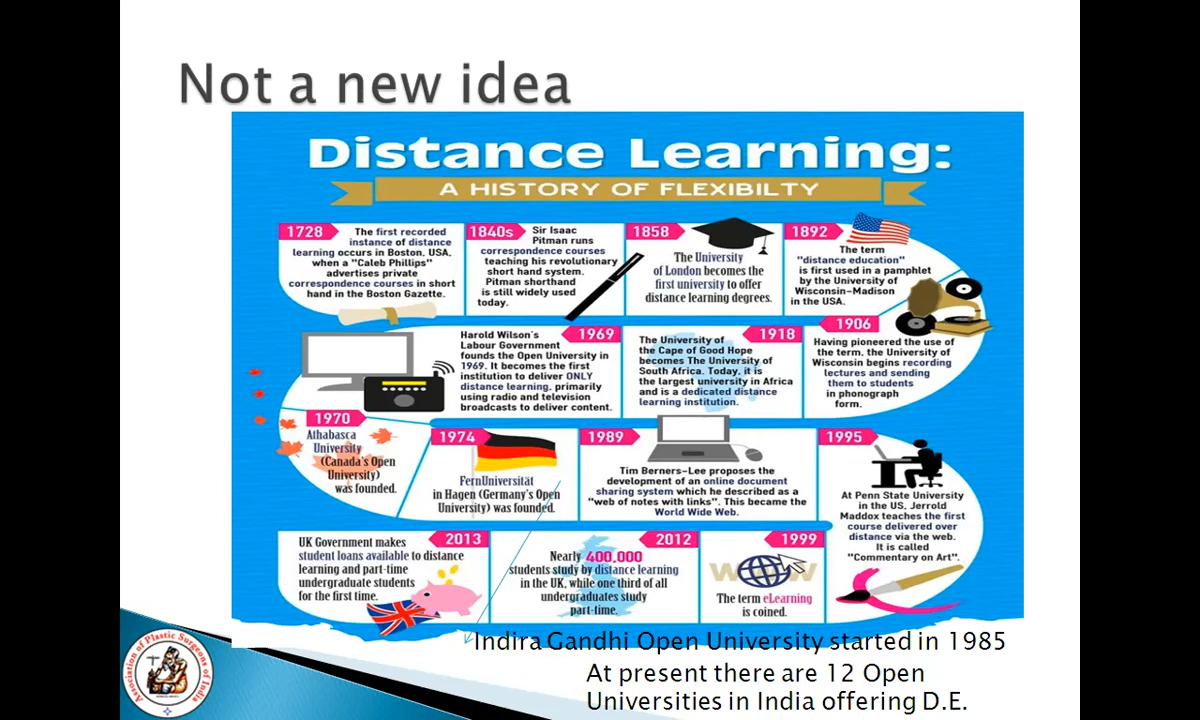 Not a new idea
Distance Learning:
A HISTORY OF FLEXIBILTY
1728
The first recorded
instance of distance
learning occurs in Boston, USA,
when a "Caleb Phillips"
advertises private
correspondence courses in short
hand in the Boston Gazette.
1840s
Sir Isaac
Pitman runs
correspondence courses
teaching his revolutionary
short hand system.
Pitman shorthand
is still widely used
today.
1858
The University
of London becomes the
first university to offer
distance learning degrees.
1892
The term
"distance education"
is first used in a pamphlet
by the University of
Wisconsin-Madison
in the USA.
1906
Having pioneered the use of
the term, the University of
Wisconsin begins recording
lectures and sending
them to students
in phonograph
form.
1918
The University of
the Cape of Good Hope
becomes The University of
South Africa. Today, it is
the largest university in Africa
and is a dedicated distance
learning institution.
1969
Harold Wilson's
Labour Government
founds the Open University in
1969. It becomes the first
institution to deliver ONLY
distance learning, primarily
using radio and television
broadcasts to deliver content.
1970
Athabasca
University
(Canada's Open
University)
was founded.
1974
FernUniversität
in Hagen (Germany's Open
University) was founded.
1989
Tim Berners-Lee proposes the
development of an online document
sharing system which he described as a
"web of notes with links". This became the
World Wide Web.
1995
At Penn State University
in the US, Jerrold
Maddox teaches the first
course delivered over
distance via the web.
It is called
"Commentary on Art".
1999
www
The term eLearning
is coined.
2012
Nearly 400,000
students study by distance learning
in the UK, while one third of all
undergraduates study
part-time.
2013
UK Government makes
student loans available to distance
learning and part-time
undergraduate students
for the first time.
Indira Gandhi Open University started in 1985
At present there are 12 Open
Universities in India offering D.E.
Association of Plastic Surgeons of India